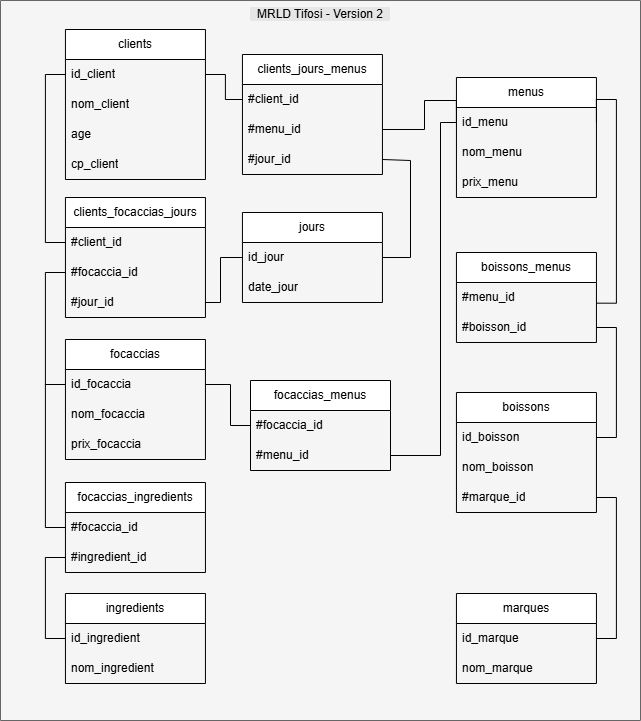 MRLD Tifosi - Version 2
clients
id_client
nom_client
age
cp_client
clients_jours_menus
#client_id
#menu_id
#jour_id
menus
id_menu
nom_menu
prix_menu
clients_focaccias_jours
#client_id
#focaccia_id
#jour_id
jours
id_jour
date_jour
boissons_menus
#menu_id
#boisson_id
focaccias
id_focaccia
nom_focaccia
prix_focaccia
focaccias_menus
#focaccia_id
#menu_id
boissons
id_boisson
nom_boisson
#marque_id
focaccias_ingredients
#focaccia_id
#ingredient_id
ingredients
id_ingredient
nom_ingredient
marques
id_marque
nom_marque